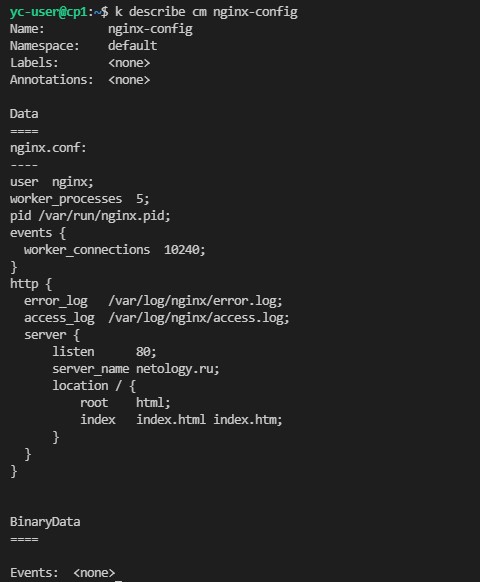 yc-user@cp1:~$ k describe cm nginx-config
Name:         nginx-config
Namespace:    default
Labels:       <none>
Annotations:  <none>

Data
====
nginx.conf:
----
user  nginx;
worker_processes  5;
pid /var/run/nginx.pid;
events {
  worker_connections  10240;
}
http {
  error_log   /var/log/nginx/error.log;
  access_log  /var/log/nginx/access.log;
  server {
      listen      80;
      server_name netology.ru;
      location / {
          root    html;
          index   index.html index.htm;
      }
  }
}


BinaryData
====

Events:  <none>